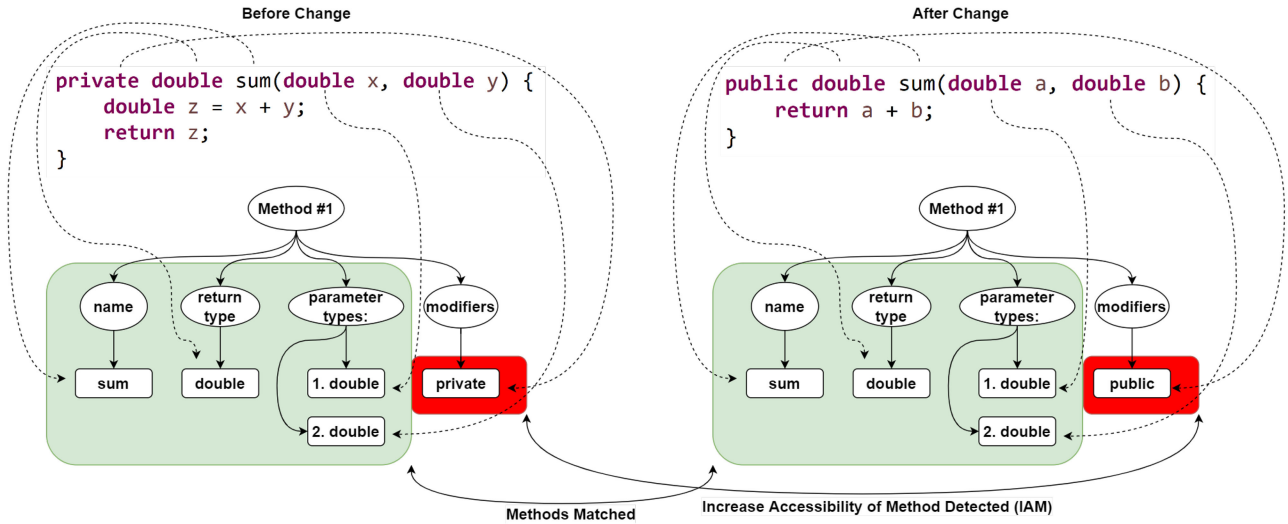 Before Change
private double sum(double x, double y) {
    double z = x + y;
    return z;
}
Method #1
name
return
type
parameter
types:
modifiers
sum
double
1. double
private
2. double
After Change
public double sum(double a, double b) {
    return a + b;
}
Method #1
name
return
type
parameter
types:
modifiers
sum
double
1. double
public
2. double
Methods Matched
Increase Accessibility of Method Detected (IAM)